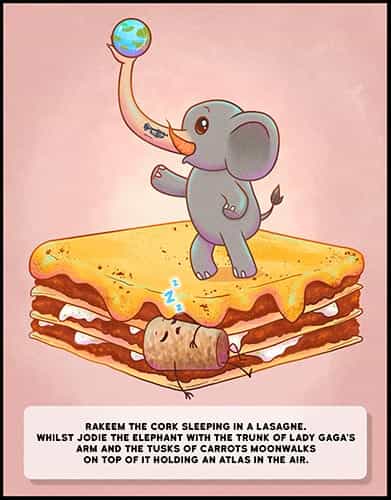 Z
Z
Z
RAKEEM THE CORK SLEEPING IN A LASAGNE.
WHILST JODIE THE ELEPHANT WITH THE TRUNK OF LADY GAGA'S
ARM AND THE TUSKS OF CARROTS MOONWALKS
ON TOP OF IT HOLDING AN ATLAS IN THE AIR.